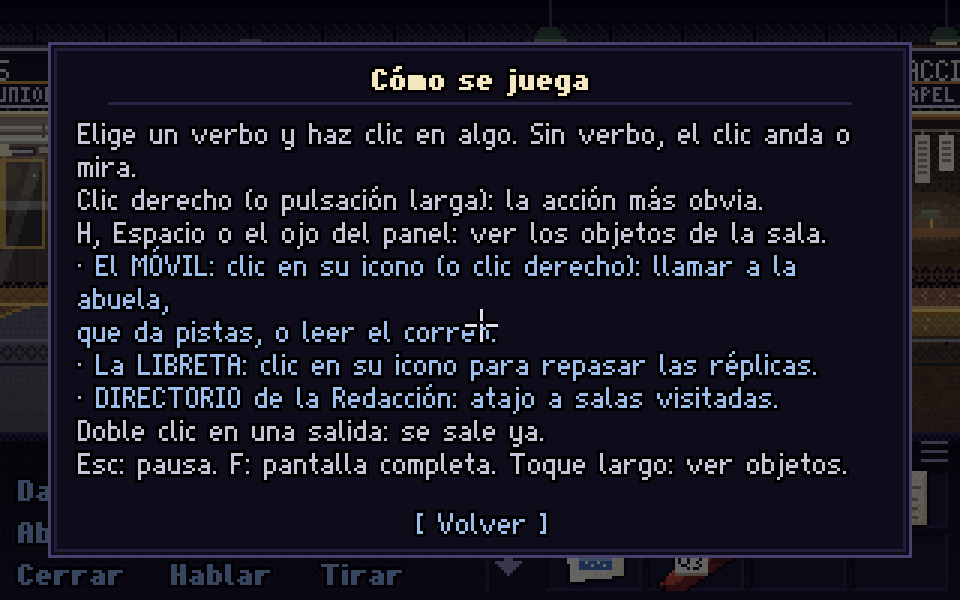 Cómo se juega
Elige un verbo y haz clic en algo. Sin verbo, el clic anda o
mira.
Clic derecho (o pulsación larga): la acción más obvia.
H, Espacio o el ojo del panel: ver los objetos de la sala.
· El MÓVIL: clic en su icono (o clic derecho): llamar a la
abuela,
que da pistas, o leer el correo.
· La LIBRETA: clic en su icono para repasar las réplicas.
· DIRECTORIO de la Redacción: atajo a salas visitadas.
Doble clic en una salida: se sale ya.
Esc: pausa. F: pantalla completa. Toque largo: ver objetos.
[ Volver ]
Cerrar Hablar Tirar